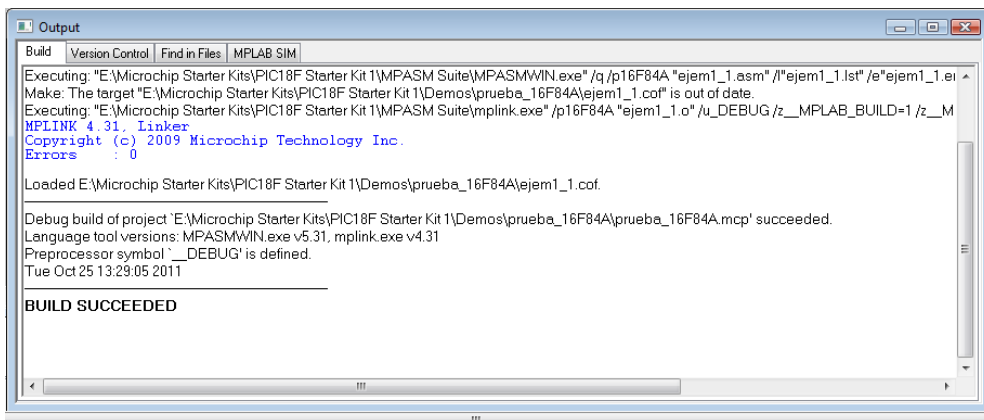 Output
Build Version Control Find in Files MPLAB SIM
Executing: "E:\Microchip Starter Kits\PIC18F Starter Kit 1\MPASM Suite\MPASMWIN.exe" /q /p16F84A "ejem1_1.asm" /l"ejem1_1.lst" /e"ejem1_1.er
Make: The target "E:\Microchip Starter Kits\PIC18F Starter Kit 1\Demos\prueba_16F84A\ejem1_1.cof" is out of date.
Executing: "E:\Microchip Starter Kits\PIC18F Starter Kit 1\MPASM Suite\mplink.exe" /p16F84A "ejem1_1.o" /u_DEBUG /z__MPLAB_BUILD=1 /z__M
MPLINK 4.31, Linker
Copyright (c) 2009 Microchip Technology Inc.
Errors : 0
Loaded E:\Microchip Starter Kits\PIC18F Starter Kit 1\Demos\prueba_16F84A\ejem1_1.cof.
Debug build of project `E:\Microchip Starter Kits\PIC18F Starter Kit 1\Demos\prueba_16F84A\prueba_16F84A.mcp' succeeded.
Language tool versions: MPASMWIN.exe v5.31, mplink.exe v4.31
Preprocessor symbol `__DEBUG' is defined.
Tue Oct 25 13:29:05 2011
BUILD SUCCEEDED